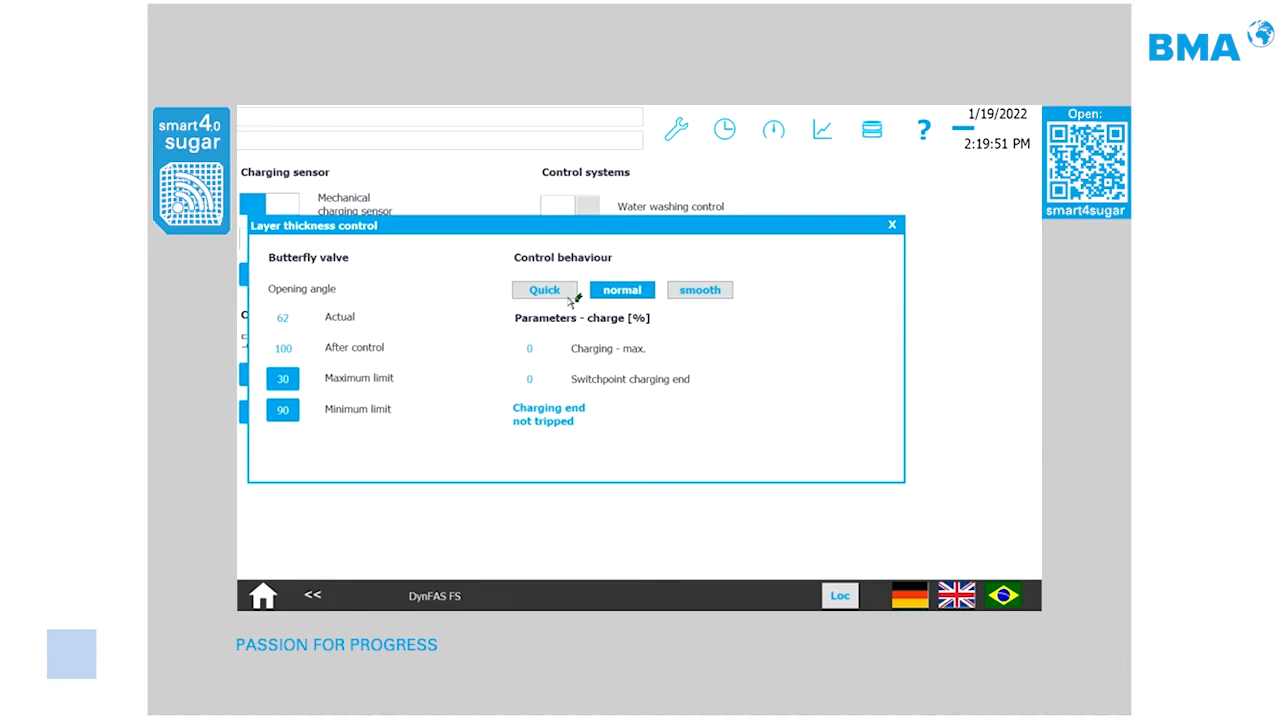 BMA
smart4.0
sugar
1/19/2022
2:19:51 PM
?
Open:
smart4sugar
Charging sensor
Control systems
Mechanical
charging sensor
Water washing control
Layer thickness control
X
Butterfly valve
Control behaviour
Opening angle
Quick
normal
smooth
62 Actual
Parameters - charge [%]
100 After control
0 Charging - max.
30 Maximum limit
0 Switchpoint charging end
90 Minimum limit
Charging end
not tripped
<<
DynFAS FS
Loc
PASSION FOR PROGRESS